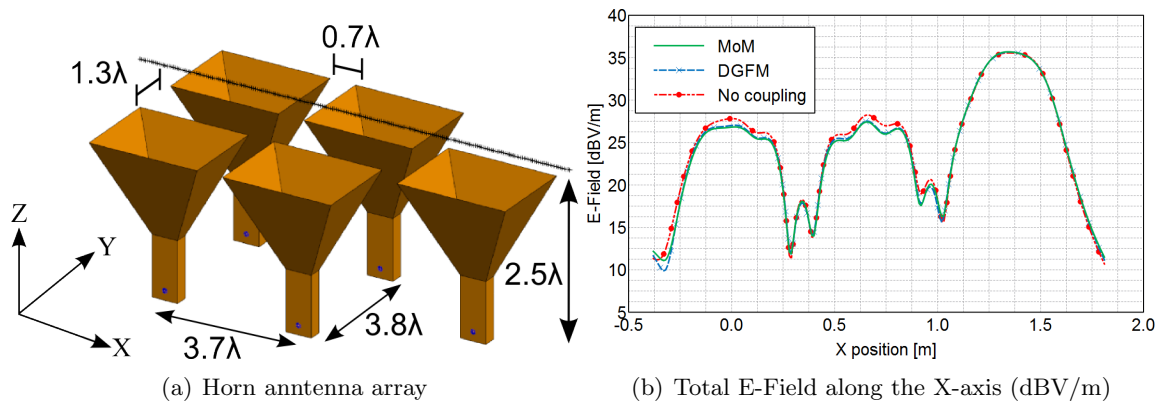 0.7λ
1.3λ
Z
Y
X
3.7λ
3.8λ
2.5λ
(a) Horn anntenna array
40
35
30
25
20
15
10
5
E-Field [dBV/m]
MoM
DGFM
No coupling
-0.5
0.0
0.5
1.0
1.5
2.0
X position [m]
(b) Total E-Field along the X-axis (dBV/m)